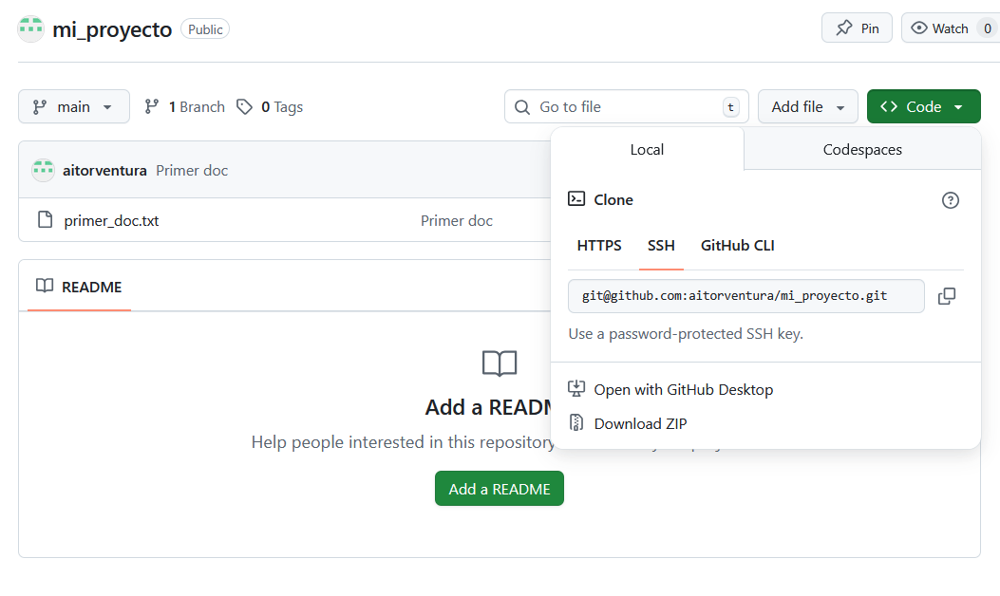 mi_proyecto Public Pin Watch 0
main 1 Branch 0 Tags Go to file t Add file Code
Local Codespaces
aitorventura Primer doc
Clone
primer_doc.txt Primer doc
HTTPS SSH GitHub CLI
README
git@github.com:aitorventura/mi_proyecto.git
Use a password-protected SSH key.
Open with GitHub Desktop
Add a READ
Download ZIP
Help people interested in this repository
Add a README